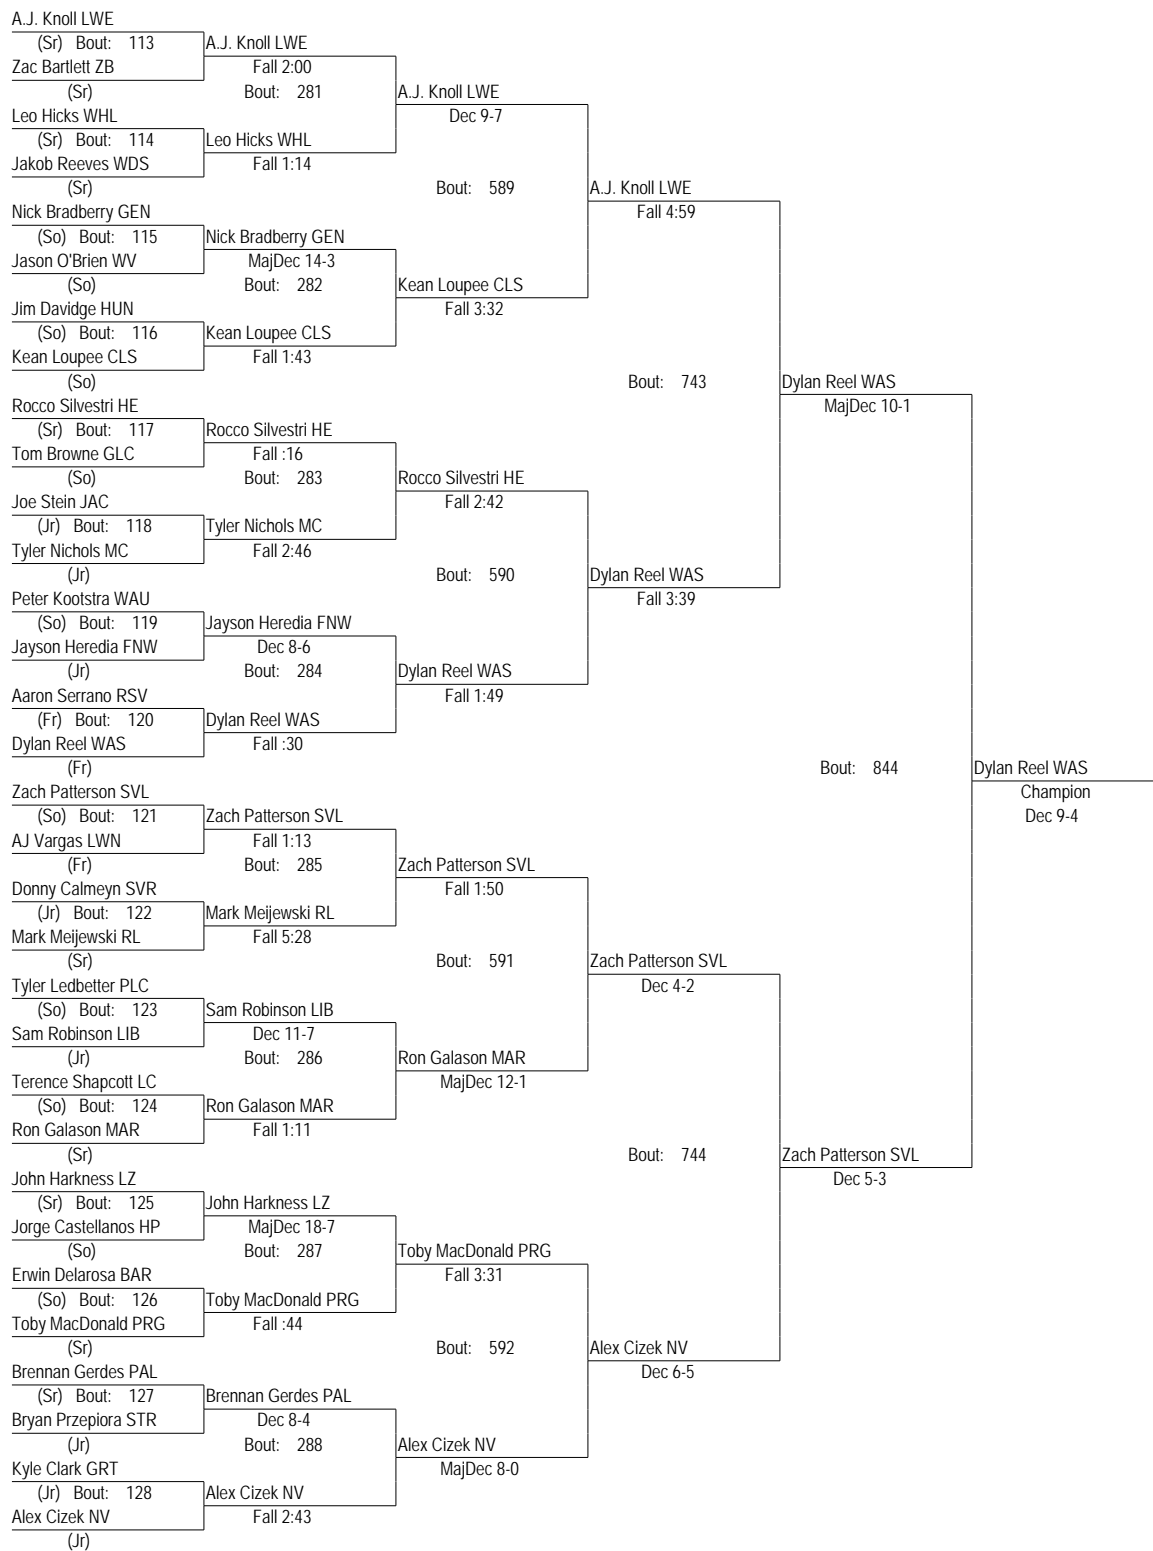 A.J. Knoll LWE
(Sr) Bout: 113 A.J. Knoll LWE
Zac Bartlett ZB Fall 2:00
(Sr) Bout: 281 A.J. Knoll LWE
Leo Hicks WHL Dec 9-7
(Sr) Bout: 114 Leo Hicks WHL
Jakob Reeves WDS Fall 1:14
(Sr) Bout: 589 A.J. Knoll LWE
Nick Bradberry GEN Fall 4:59
(So) Bout: 115 Nick Bradberry GEN
Jason O'Brien WV MajDec 14-3
(So) Bout: 282 Kean Loupee CLS
Jim Davidge HUN Fall 3:32
(So) Bout: 116 Kean Loupee CLS
Kean Loupee CLS Fall 1:43
(So) Bout: 743 Dylan Reel WAS
Rocco Silvestri HE MajDec 10-1
(Sr) Bout: 117 Rocco Silvestri HE
Tom Browne GLC Fall :16
(So) Bout: 283 Rocco Silvestri HE
Joe Stein JAC Fall 2:42
(Jr) Bout: 118 Tyler Nichols MC
Tyler Nichols MC Fall 2:46
(Jr) Bout: 590 Dylan Reel WAS
Peter Kootstra WAU Fall 3:39
(So) Bout: 119 Jayson Heredia FNW
Jayson Heredia FNW Dec 8-6
(Jr) Bout: 284 Dylan Reel WAS
Aaron Serrano RSV Fall 1:49
(Fr) Bout: 120 Dylan Reel WAS
Dylan Reel WAS Fall :30
(Fr) Bout: 844 Dylan Reel WAS
Zach Patterson SVL Champion
(So) Bout: 121 Zach Patterson SVL Dec 9-4
AJ Vargas LWN Fall 1:13
(Fr) Bout: 285 Zach Patterson SVL
Donny Calmeyn SVR Fall 1:50
(Jr) Bout: 122 Mark Meijewski RL
Mark Meijewski RL Fall 5:28
(Sr) Bout: 591 Zach Patterson SVL
Tyler Ledbetter PLC Dec 4-2
(So) Bout: 123 Sam Robinson LIB
Sam Robinson LIB Dec 11-7
(Jr) Bout: 286 Ron Galason MAR
Terence Shapcott LC MajDec 12-1
(So) Bout: 124 Ron Galason MAR
Ron Galason MAR Fall 1:11
(Sr) Bout: 744 Zach Patterson SVL
John Harkness LZ Dec 5-3
(Sr) Bout: 125 John Harkness LZ
Jorge Castellanos HP MajDec 18-7
(So) Bout: 287 Toby MacDonald PRG
Erwin Delarosa BAR Fall 3:31
(So) Bout: 126 Toby MacDonald PRG
Toby MacDonald PRG Fall :44
(Sr) Bout: 592 Alex Cizek NV
Brennan Gerdes PAL Dec 6-5
(Sr) Bout: 127 Brennan Gerdes PAL
Bryan Przepiora STR Dec 8-4
(Jr) Bout: 288 Alex Cizek NV
Kyle Clark GRT MajDec 8-0
(Jr) Bout: 128 Alex Cizek NV
Alex Cizek NV Fall 2:43
(Jr)